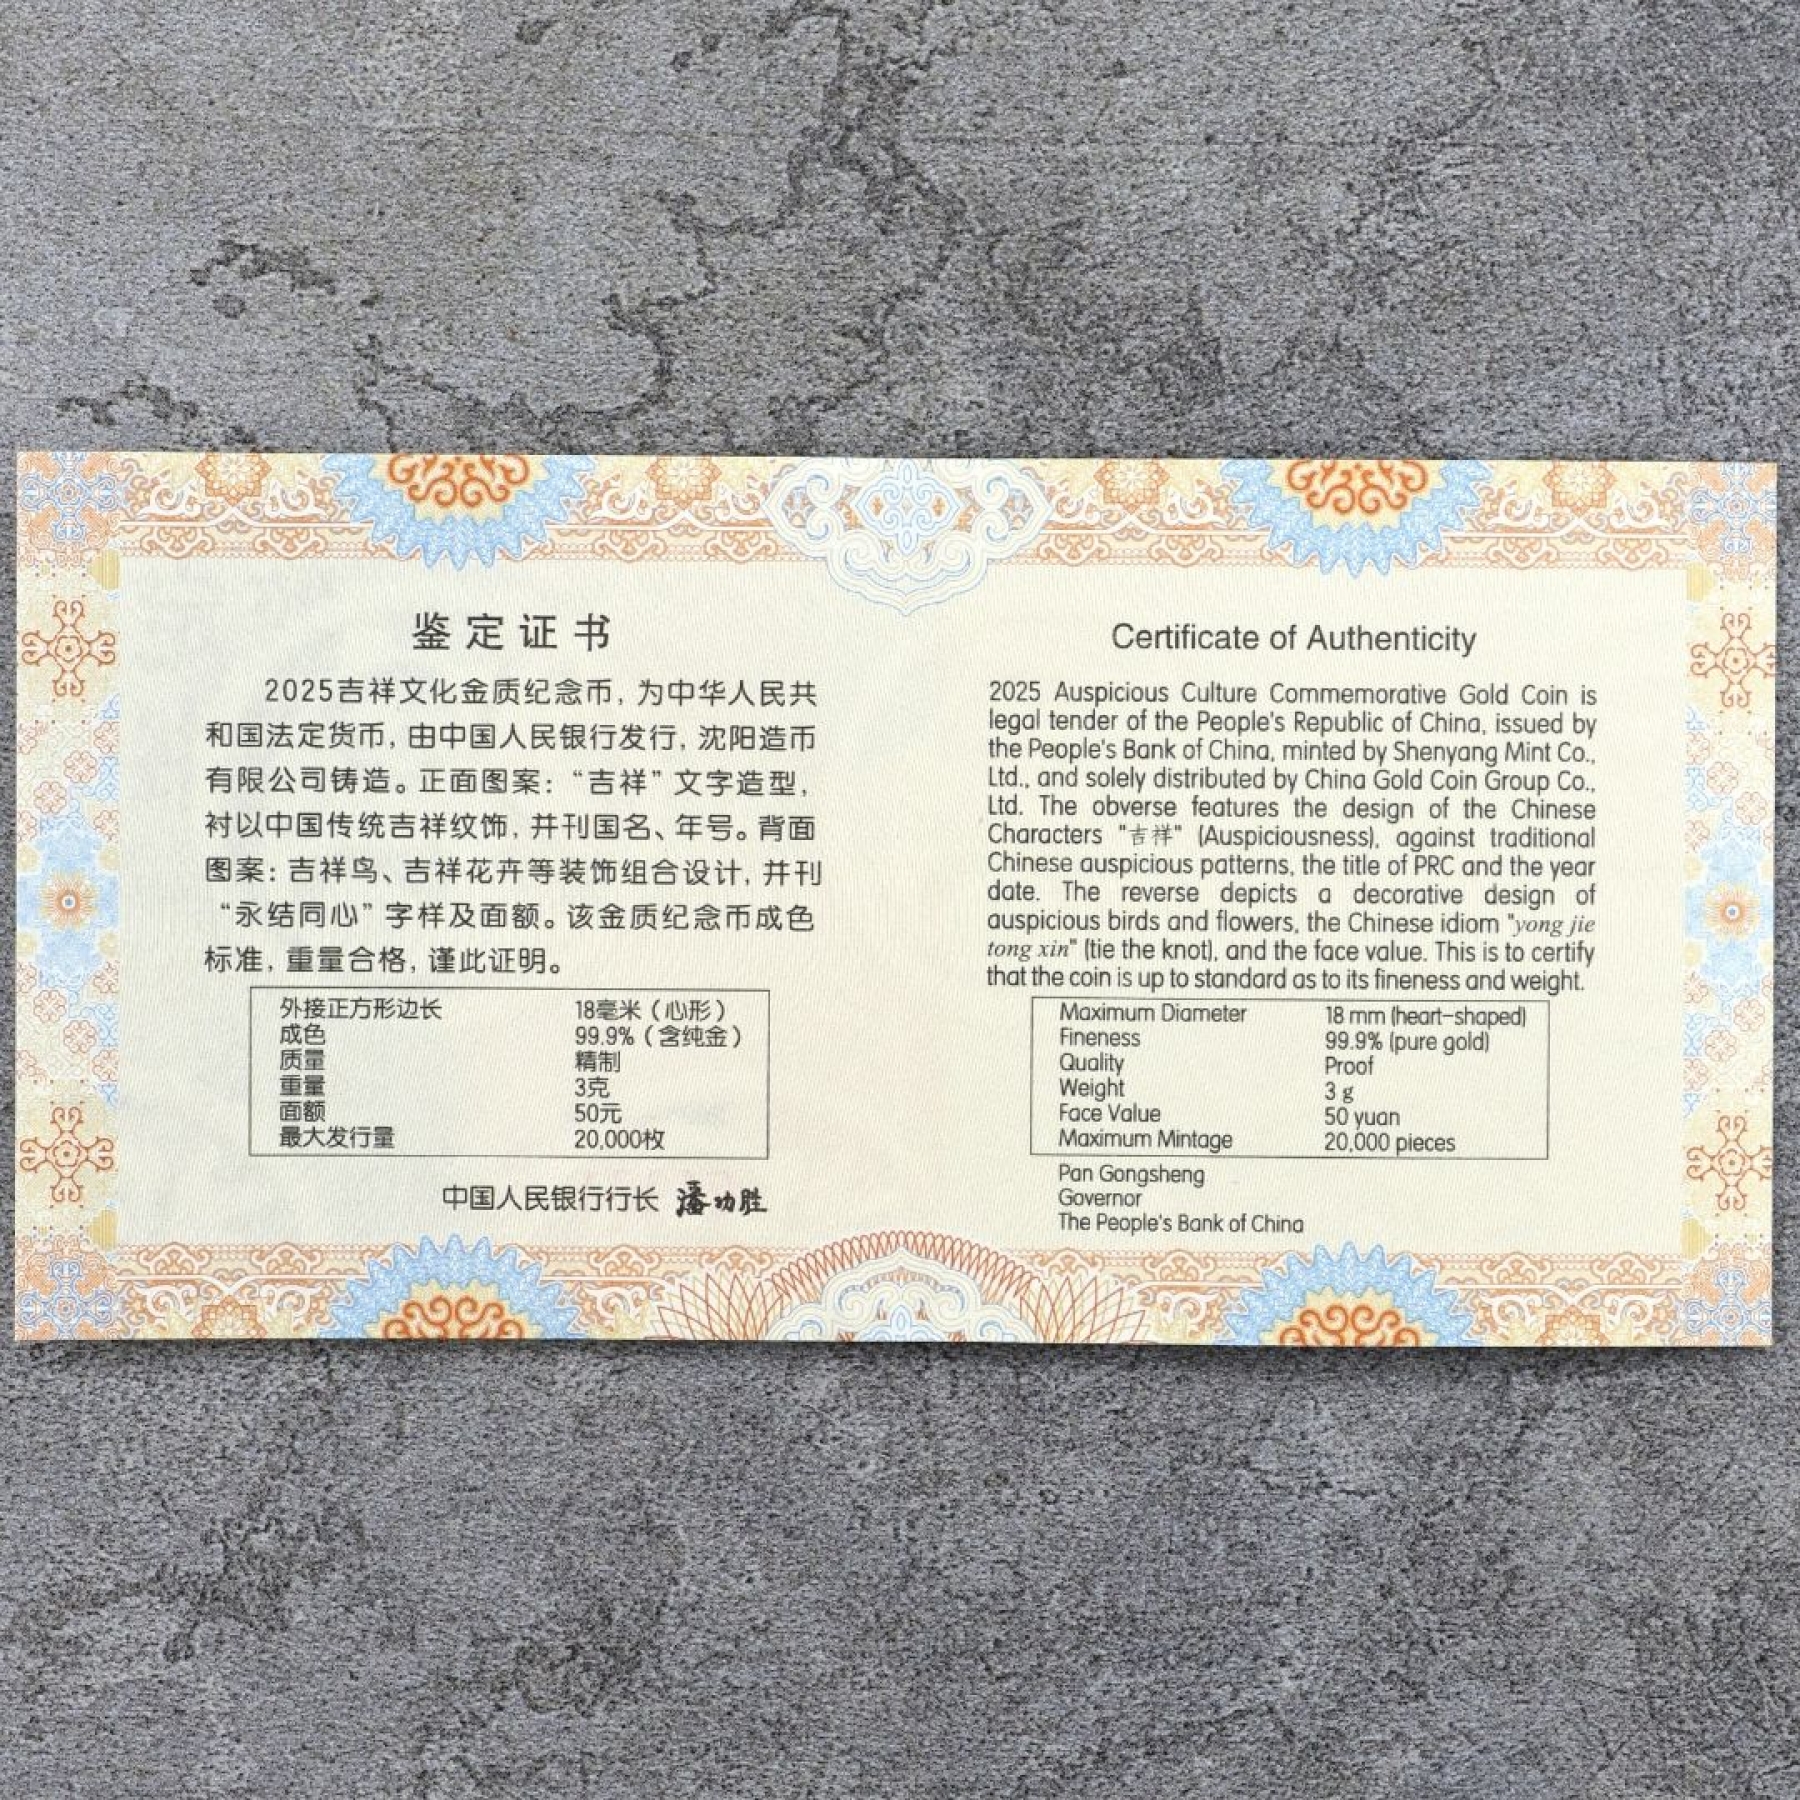 鉴定证书
2025吉祥文化金质纪念币，为中华人民共
和国法定货币，由中国人民银行发行，沈阳造币
有限公司铸造。正面图案：“吉祥”文字造型，
衬以中国传统吉祥纹饰，并刊国名、年号。背面
图案：吉祥鸟、吉祥花卉等装饰组合设计，并刊
“永结同心”字样及面额。该金质纪念币成色
标准，重量合格，谨此证明。
外接正方形边长 18毫米（心形）
成色 99.9%（含纯金）
质量 精制
重量 3克
面额 50元
最大发行量 20,000枚
中国人民银行行长 潘功胜
Certificate of Authenticity
2025 Auspicious Culture Commemorative Gold Coin is
legal tender of the People's Republic of China, issued by
the People's Bank of China, minted by Shenyang Mint Co.,
Ltd., and solely distributed by China Gold Coin Group Co.,
Ltd. The obverse features the design of the Chinese
Characters "吉祥" (Auspiciousness), against traditional
Chinese auspicious patterns, the title of PRC and the year
date. The reverse depicts a decorative design of
auspicious birds and flowers, the Chinese idiom "yong jie
tong xin" (tie the knot), and the face value. This is to certify
that the coin is up to standard as to its fineness and weight.
Maximum Diameter 18 mm (heart-shaped)
Fineness 99.9% (pure gold)
Quality Proof
Weight 3 g
Face Value 50 yuan
Maximum Mintage 20,000 pieces
Pan Gongsheng
Governor
The People's Bank of China